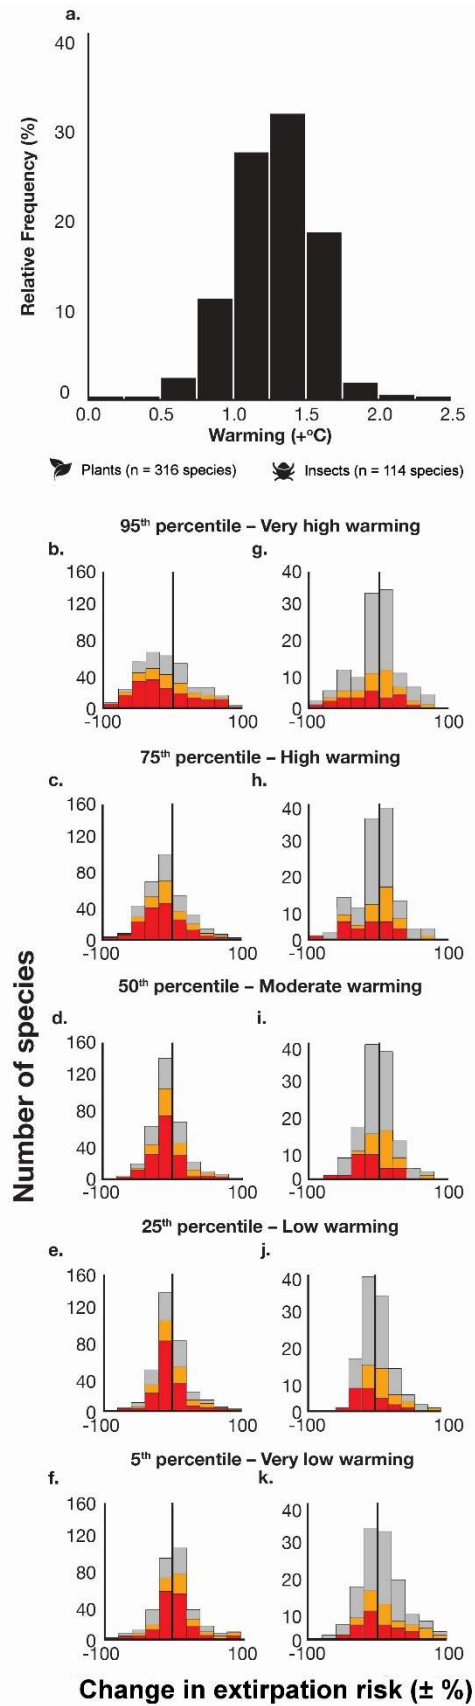 a.
Relative Frequency (%)
40
30
20
10
0
0.0 0.5 1.0 1.5 2.0 2.5
Warming (+°C)
Plants (n = 316 species) Insects (n = 114 species)
Number of species
95th percentile – Very high warming
b. g.
160 40
120 30
80 20
40 10
0 0
-100 100 -100 100
75th percentile – High warming
c. h.
160 40
120 30
80 20
40 10
0 0
-100 100 -100 100
50th percentile – Moderate warming
d. i.
160 40
120 30
80 20
40 10
0 0
-100 100 -100 100
25th percentile – Low warming
e. j.
160 40
120 30
80 20
40 10
0 0
-100 100 -100 100
5th percentile – Very low warming
f. k.
160 40
120 30
80 20
40 10
0 0
-100 100 -100 100
Change in extirpation risk (± %)